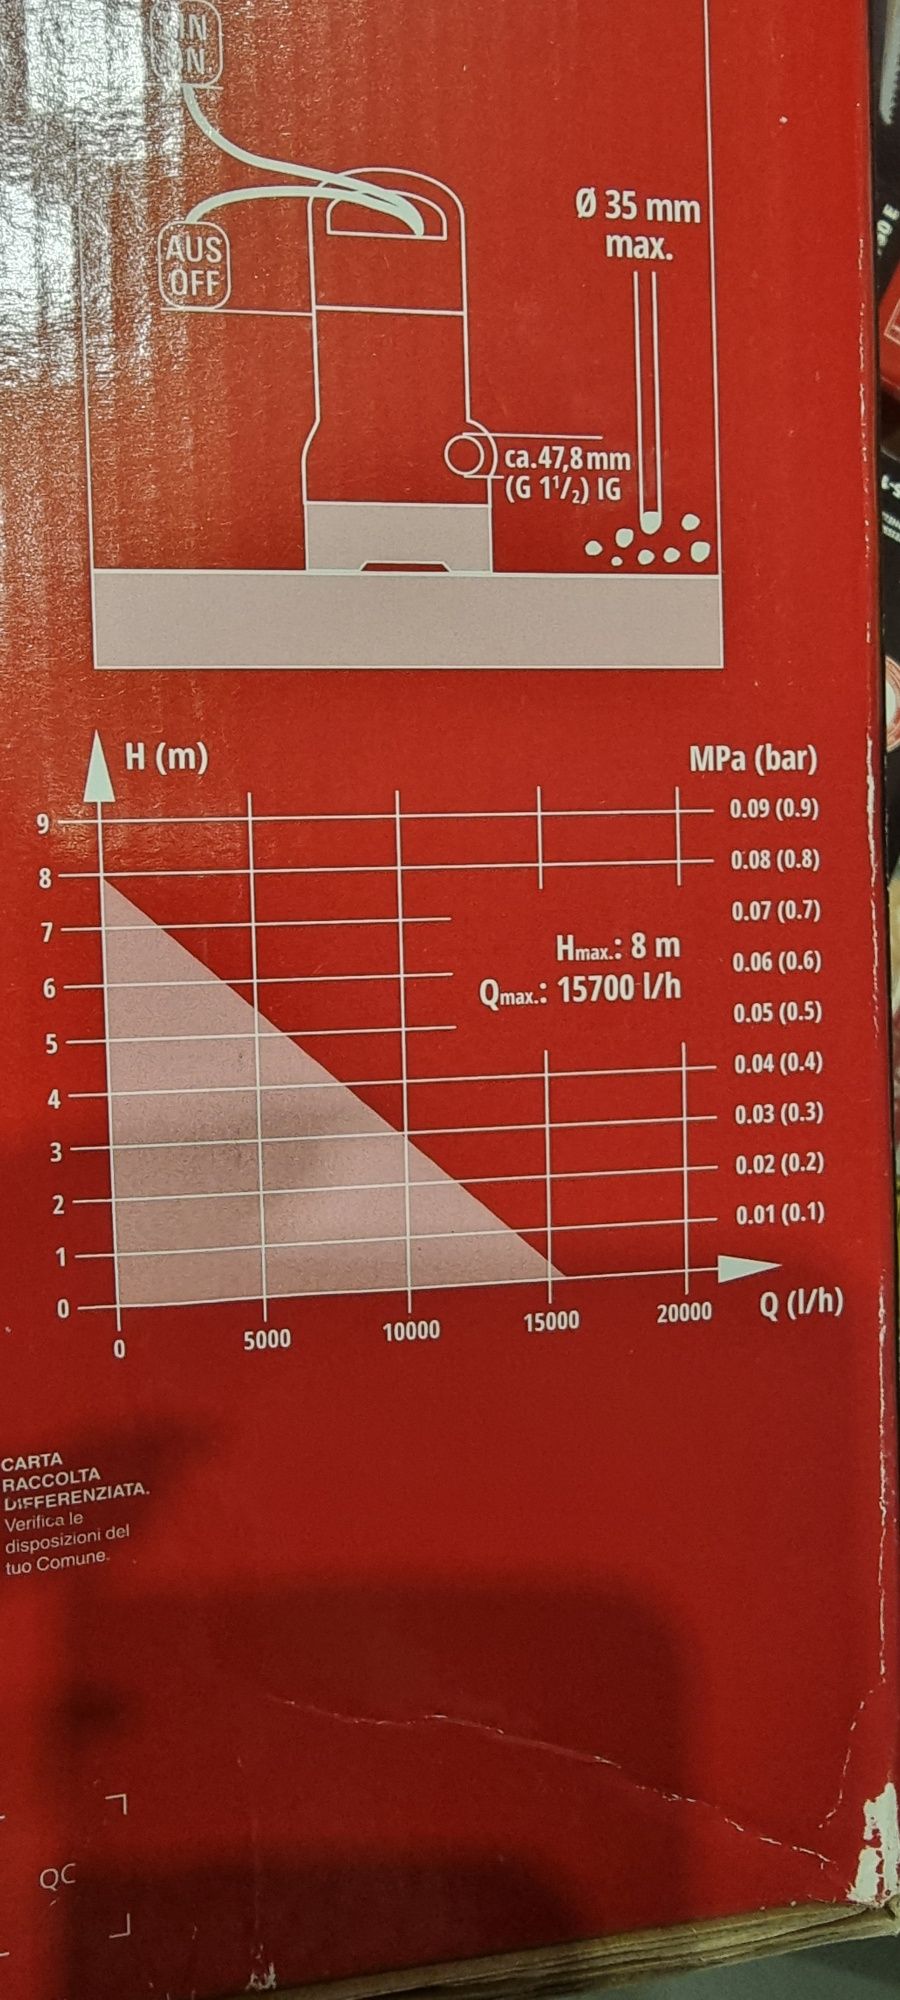 EIN
ON
AUS
OFF
Ø 35 mm
max.
ca.47,8mm
(G 1¹/₂) IG
H (m)
MPa (bar)
9
0.09 (0.9)
8
0.08 (0.8)
7
0.07 (0.7)
Hmax.: 8 m
6
0.06 (0.6)
Qmax.: 15700 l/h
5
0.05 (0.5)
4
0.04 (0.4)
3
0.03 (0.3)
2
0.02 (0.2)
1
0.01 (0.1)
0
0
5000
10000
15000
20000
Q (l/h)
CARTA
RACCOLTA
DIFFERENZIATA.
Verifica le
disposizioni del
tuo Comune.
QC